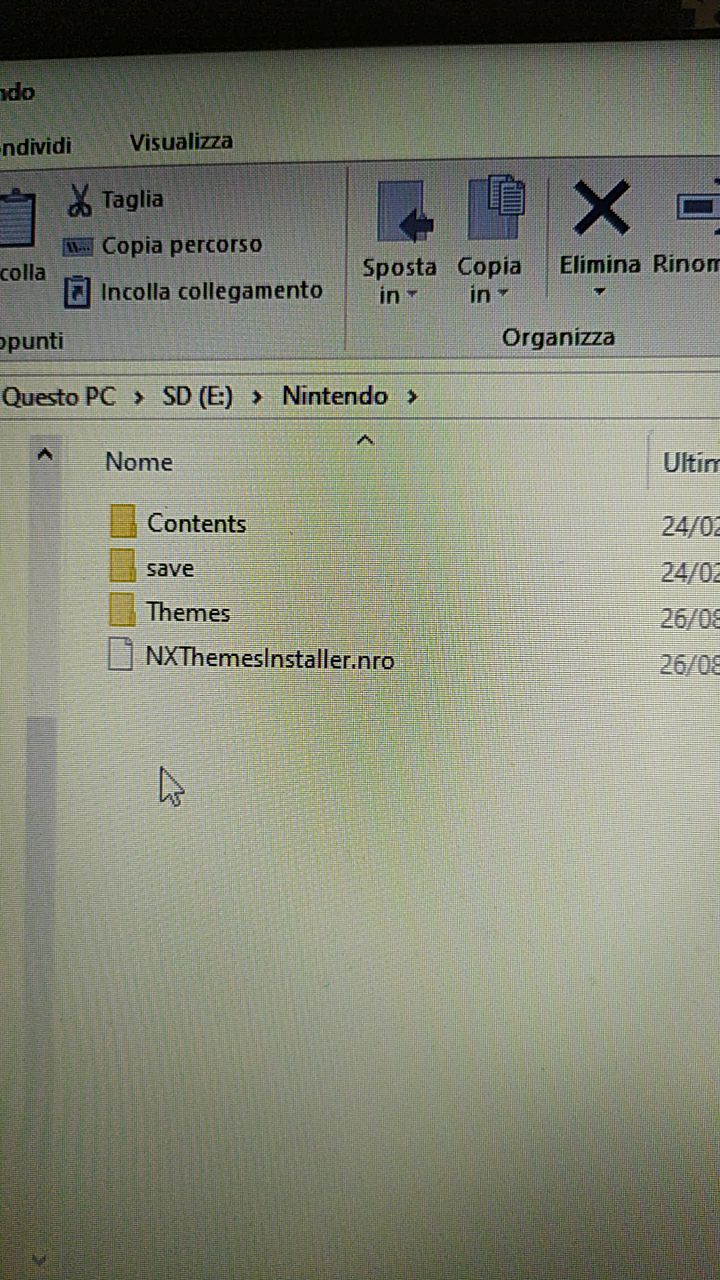 ndo
ndividi Visualizza
Taglia
Copia percorso
Incolla collegamento
colla
ppunti
Sposta in
Copia in
Elimina
Rinom
Organizza
Questo PC > SD (E:) > Nintendo >
Nome Ultim
Contents 24/02
save 24/02
Themes 26/08
NXThemesInstaller.nro 26/08